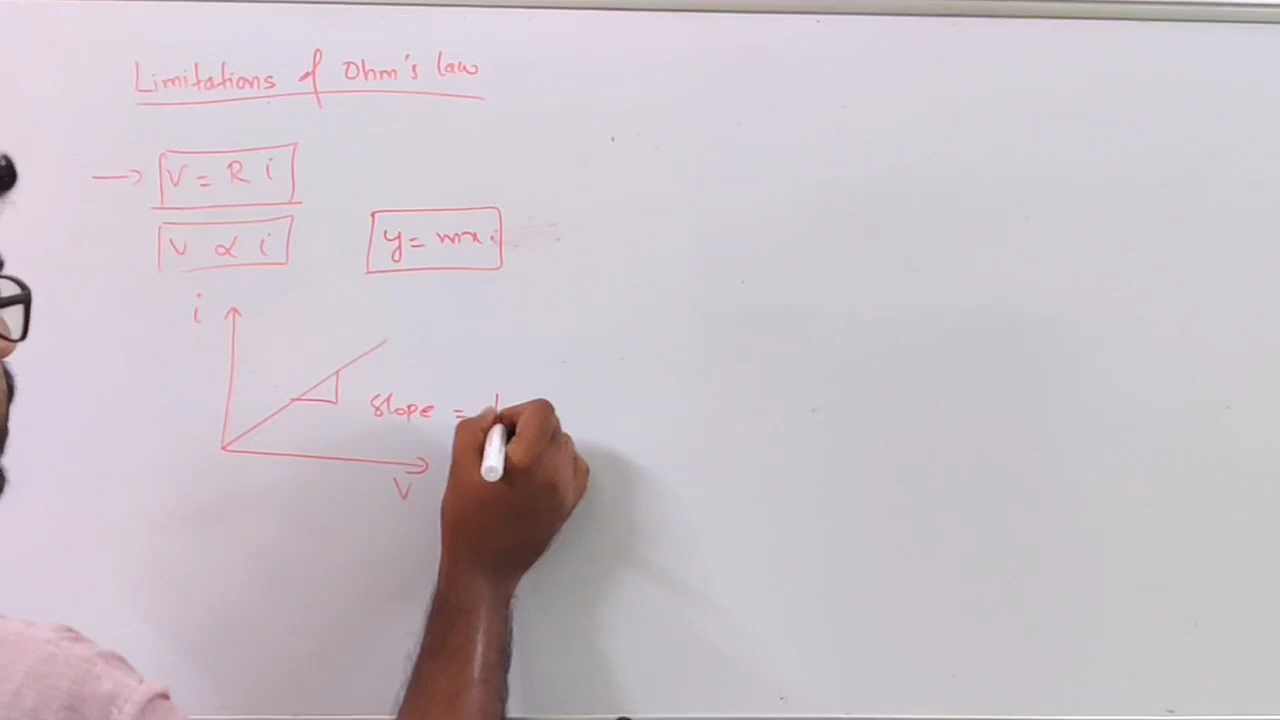 Limitations of Ohm's law
V = R i
V ∝ i
y = mx
i
slope =
V